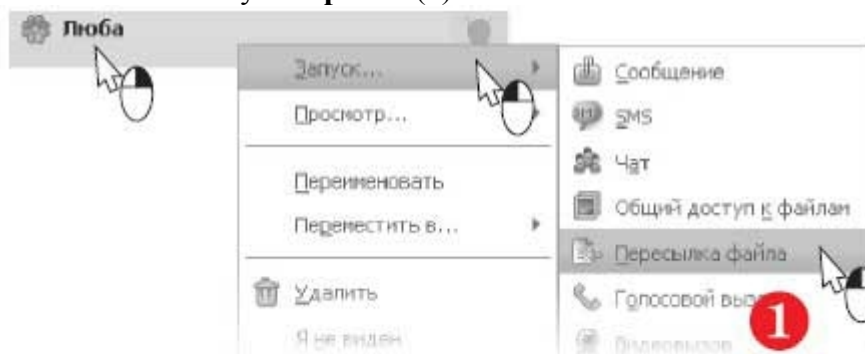 Люба
Запуск...
Просмотр...
Переименовать
Переместить в...
Удалить
Я не виден
Сообщение
SMS
Чат
Общий доступ к файлам
Пересылка файла
Голосовой
Видеовызов
1